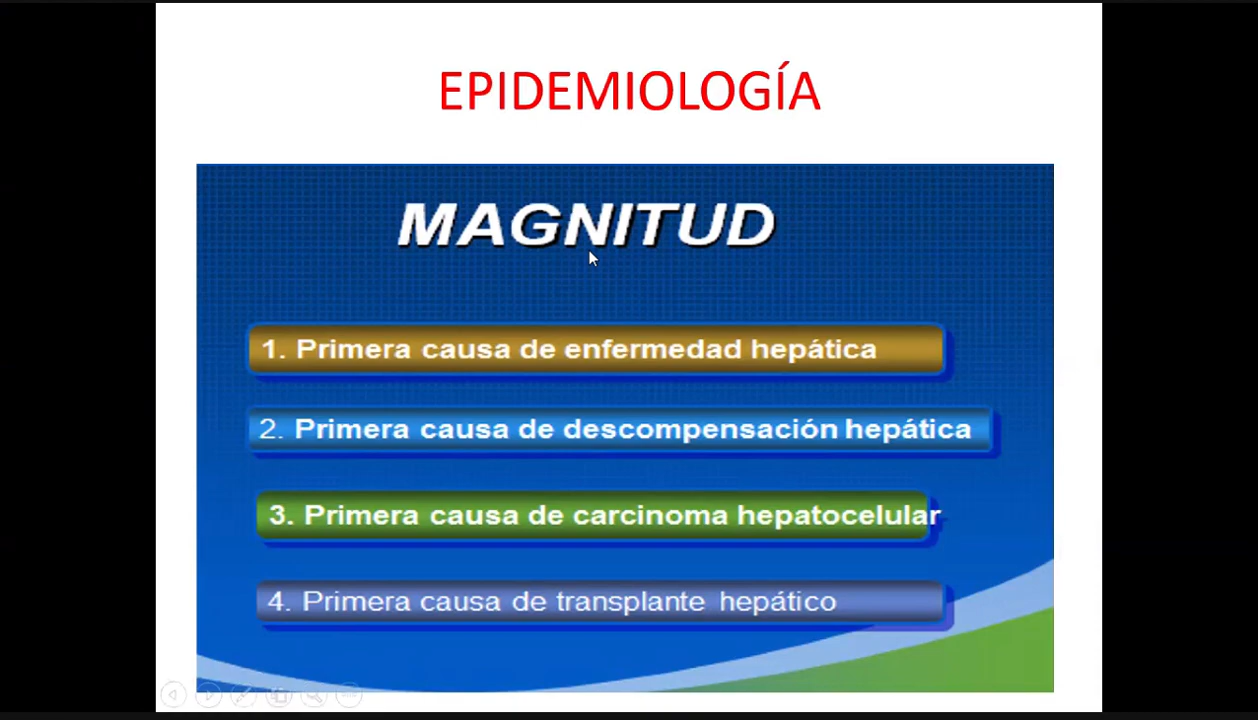 EPIDEMIOLOGÍA
MAGNITUD
1. Primera causa de enfermedad hepática
2. Primera causa de descompensación hepática
3. Primera causa de carcinoma hepatocelular
4. Primera causa de transplante hepático